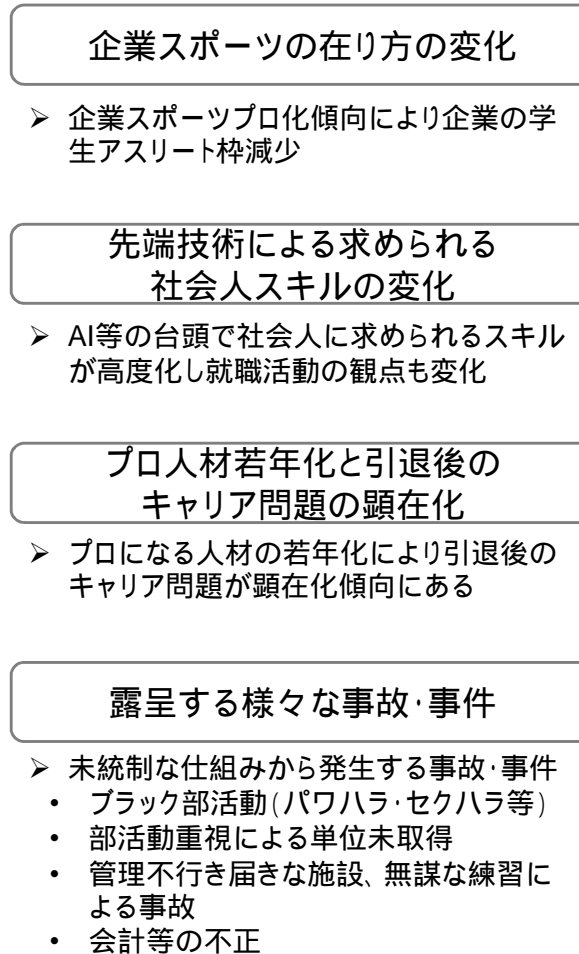 企業スポーツの在り方の変化
➢ 企業スポーツプロ化傾向により企業の学
生アスリート枠減少
先端技術による求められる
社会人スキルの変化
➢ AI等の台頭で社会人に求められるスキル
が高度化し就職活動の観点も変化
プロ人材若年化と引退後の
キャリア問題の顕在化
➢ プロになる人材の若年化により引退後の
キャリア問題が顕在化傾向にある
露呈する様々な事故・事件
➢ 未統制な仕組みから発生する事故・事件
• ブラック部活動(パワハラ・セクハラ等)
• 部活動重視による単位未取得
• 管理不行き届きな施設、無謀な練習に
よる事故
• 会計等の不正